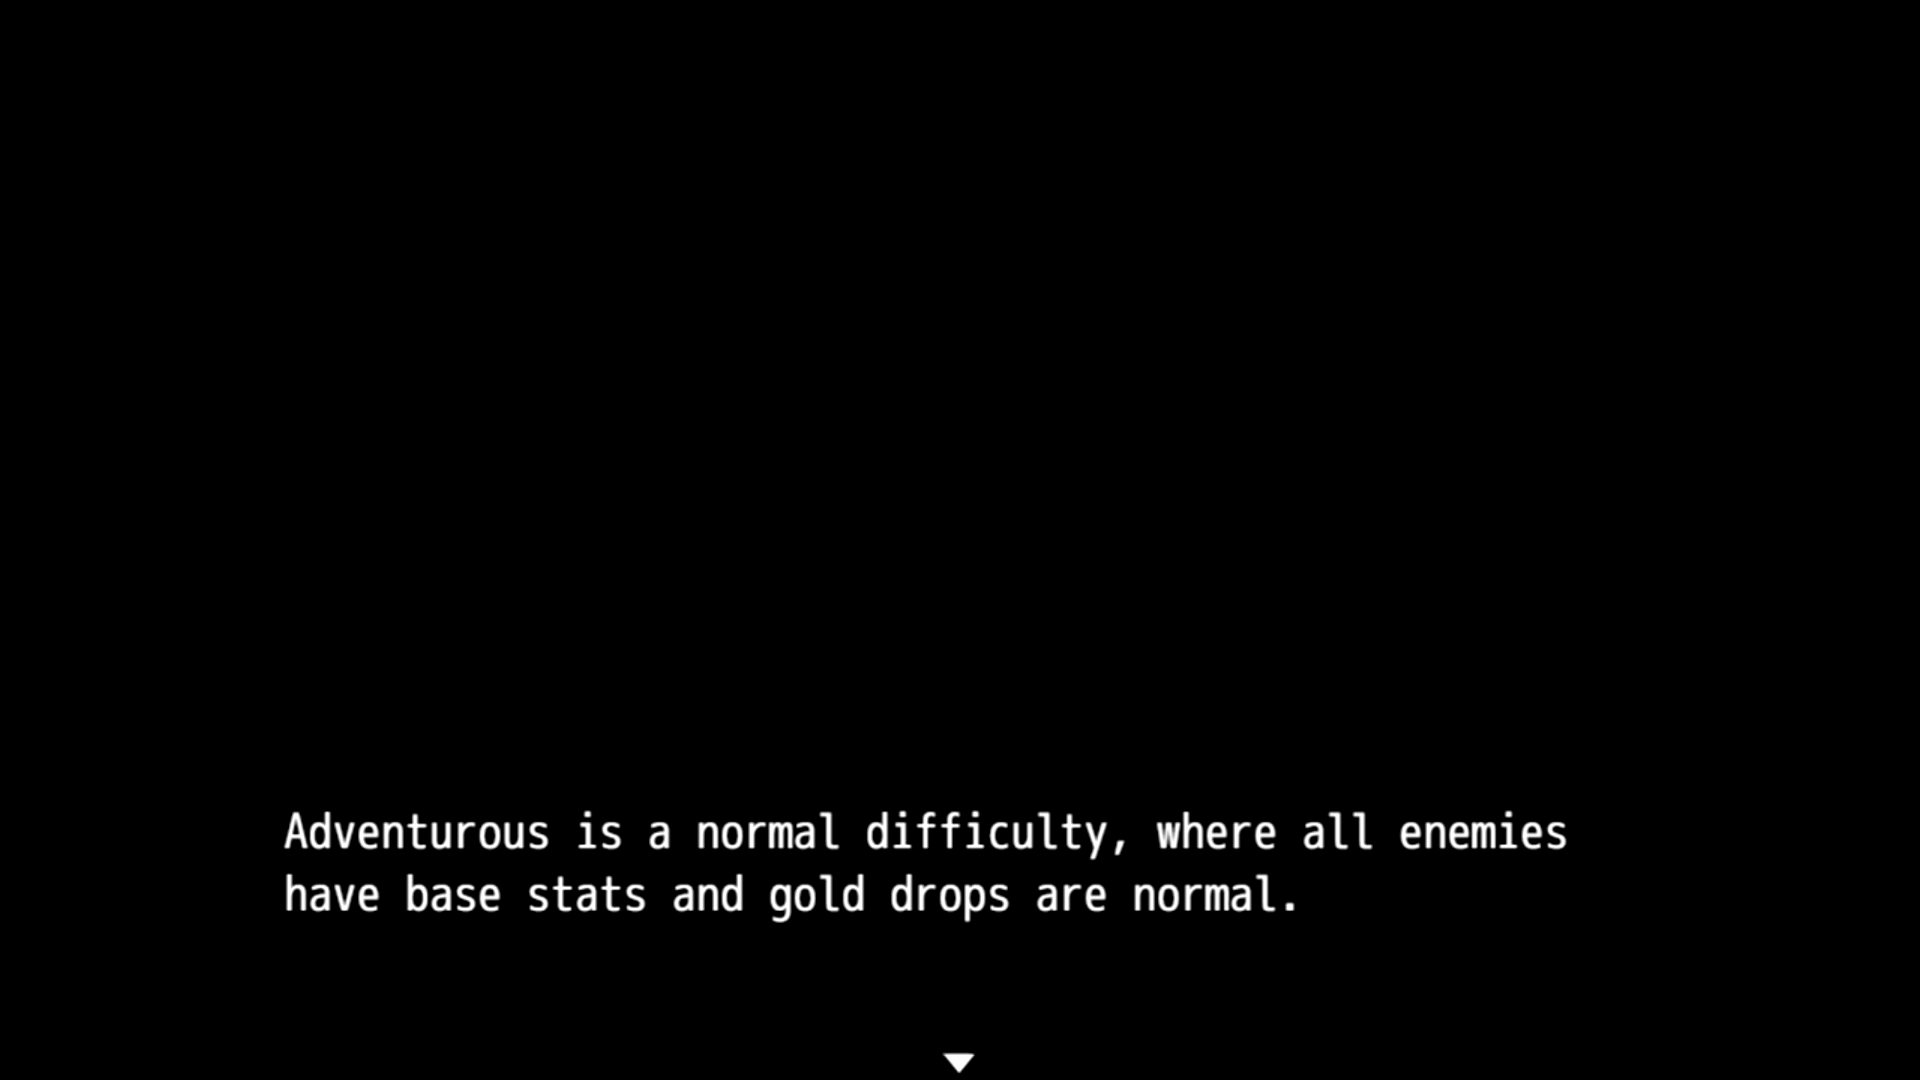 Adventurous is a normal difficulty, where all enemies
have base stats and gold drops are normal.